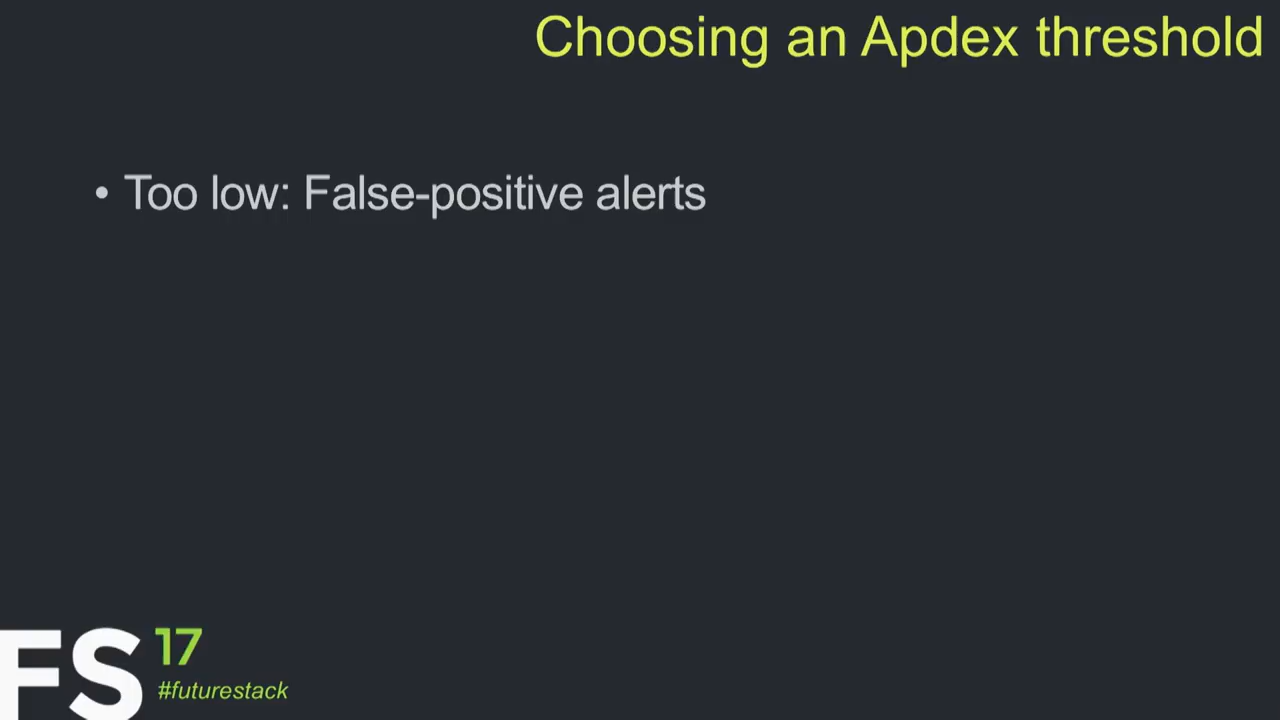 Choosing an Apdex threshold
• Too low: False-positive alerts
FS 17
#futurestack